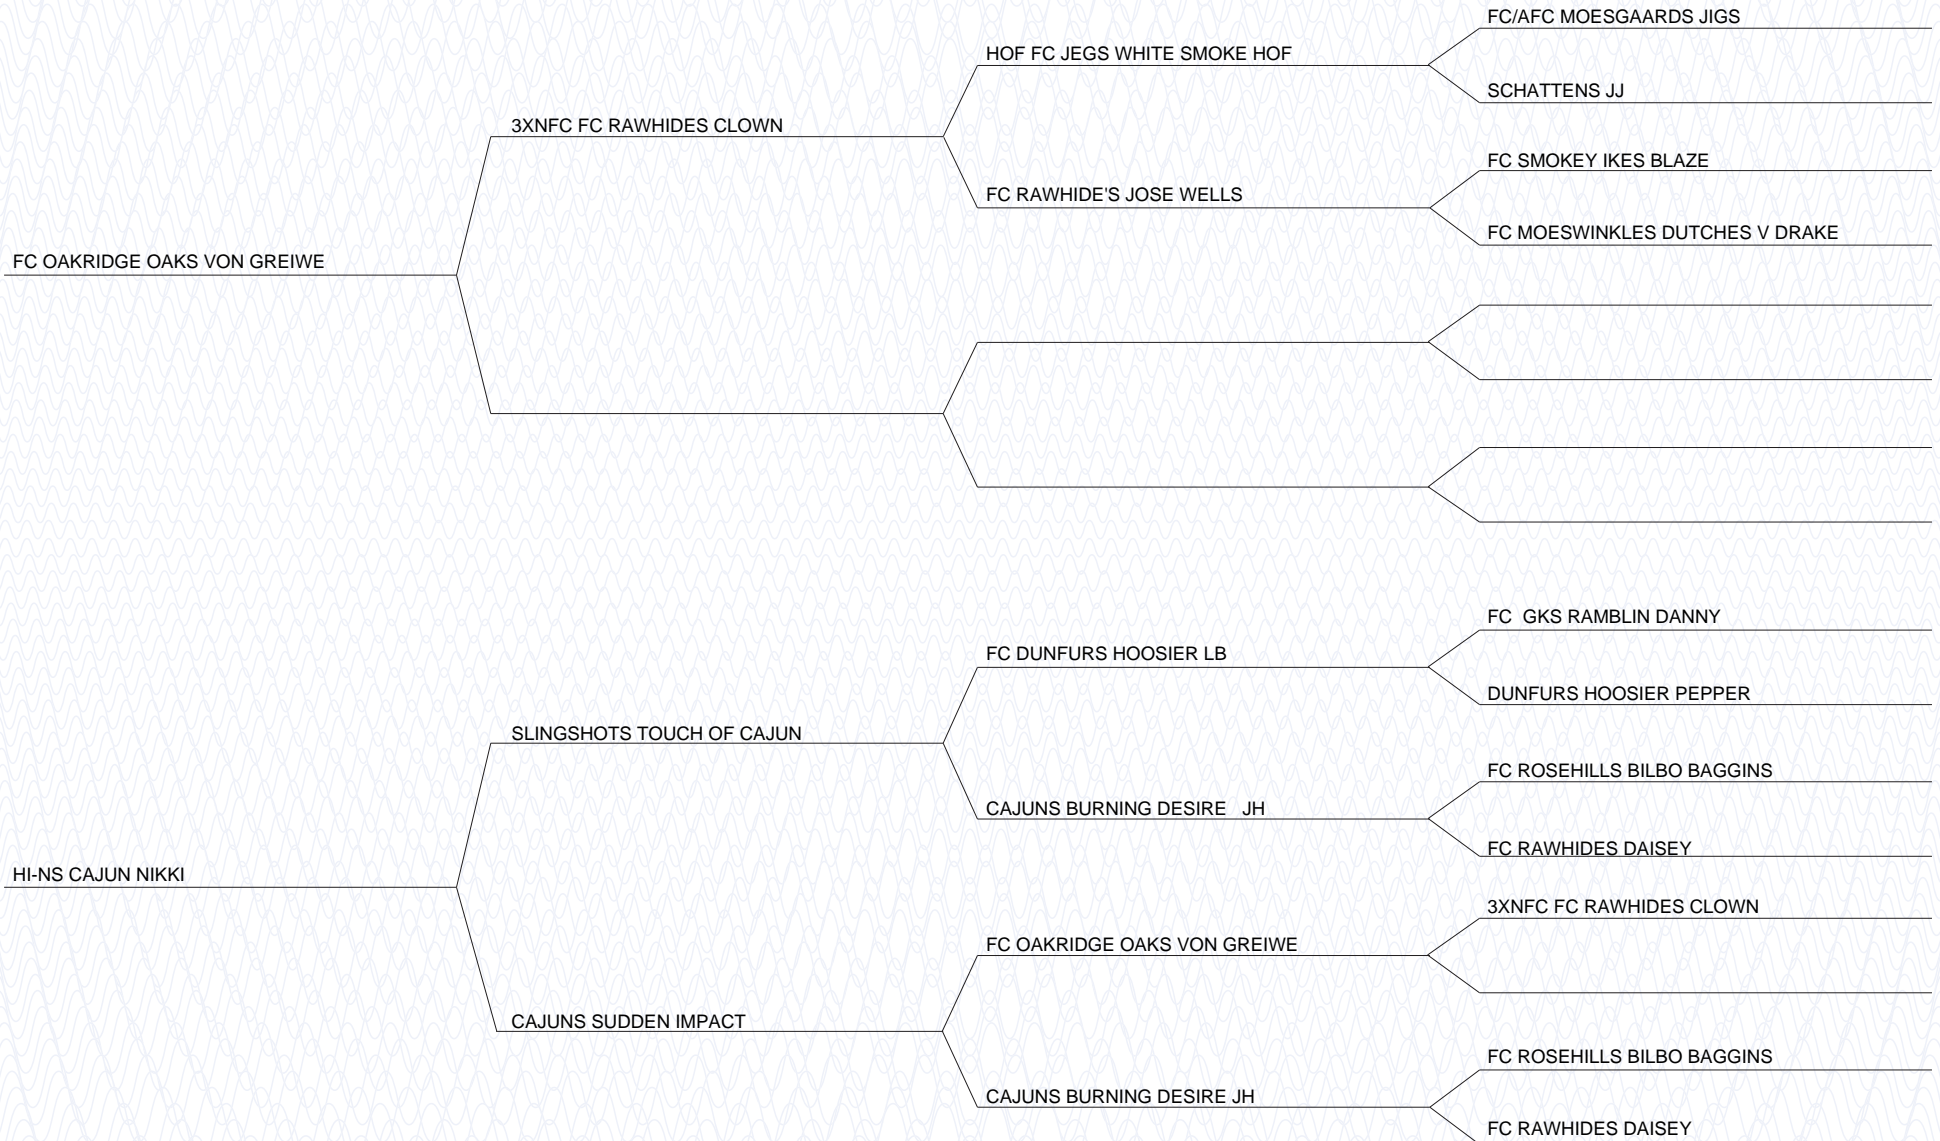 FC/AFC MOESGAARDS JIGS
HOF FC JEGS WHITE SMOKE HOF
SCHATTENS JJ
3XNFC FC RAWHIDES CLOWN
FC SMOKEY IKES BLAZE
FC RAWHIDE'S JOSE WELLS
FC MOESWINKLES DUTCHES V DRAKE
FC OAKRIDGE OAKS VON GREIWE
FC  GKS RAMBLIN DANNY
FC DUNFURS HOOSIER LB
DUNFURS HOOSIER PEPPER
SLINGSHOTS TOUCH OF CAJUN
FC ROSEHILLS BILBO BAGGINS
CAJUNS BURNING DESIRE   JH
FC RAWHIDES DAISEY
HI-NS CAJUN NIKKI
3XNFC FC RAWHIDES CLOWN
FC OAKRIDGE OAKS VON GREIWE
CAJUNS SUDDEN IMPACT
FC ROSEHILLS BILBO BAGGINS
CAJUNS BURNING DESIRE JH
FC RAWHIDES DAISEY